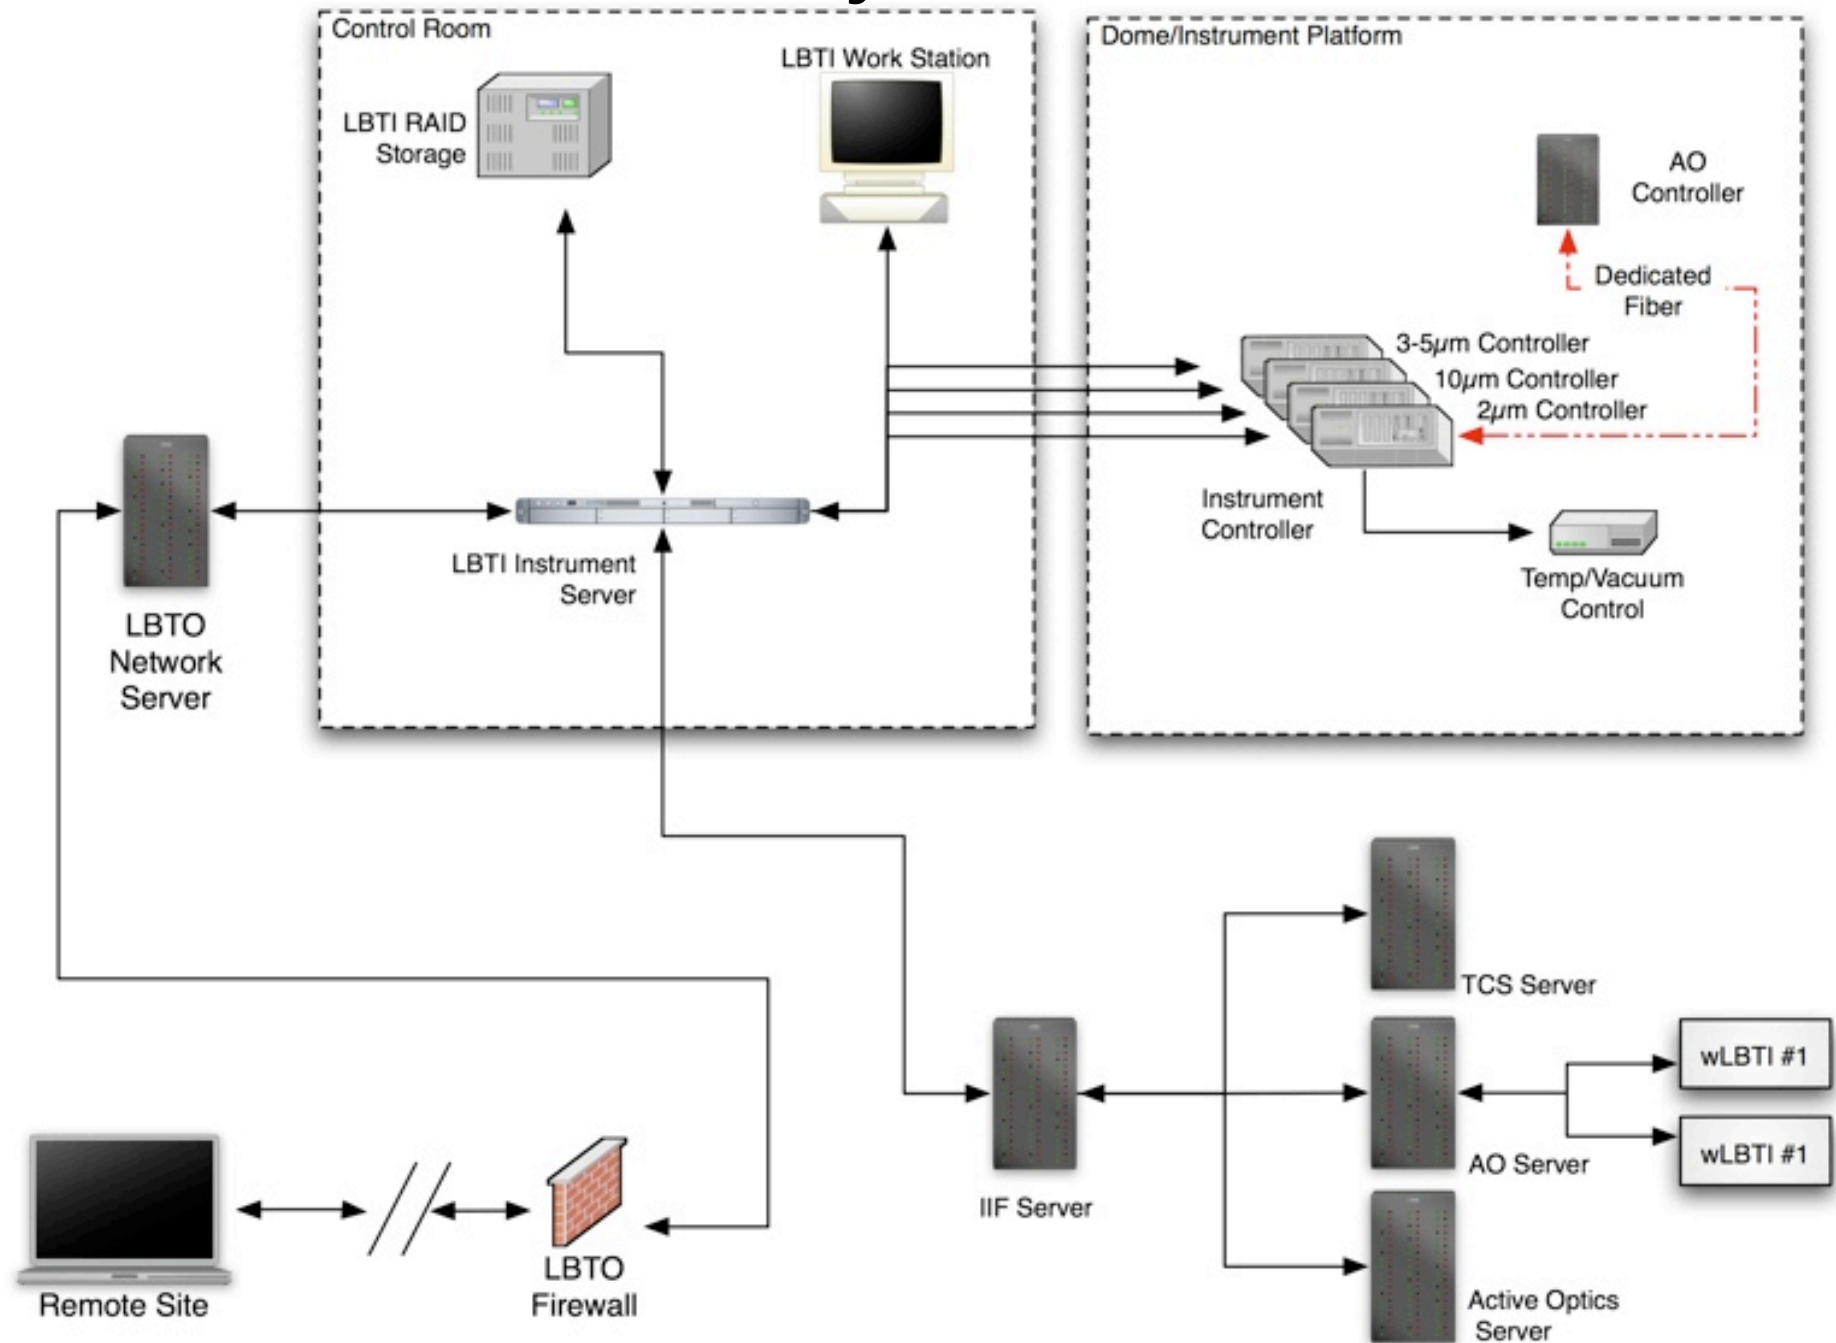 Control Room
LBTI RAID
Storage
LBTI Work Station
LBTI Instrument
Server
Dome/Instrument Platform
AO
Controller
Dedicated
Fiber
3-5µm Controller
10µm Controller
2µm Controller
Instrument
Controller
Temp/Vacuum
Control
LBTO
Network
Server
TCS Server
wLBTI #1
AO Server
wLBTI #1
IIF Server
Active Optics
Server
LBTO
Firewall
Remote Site